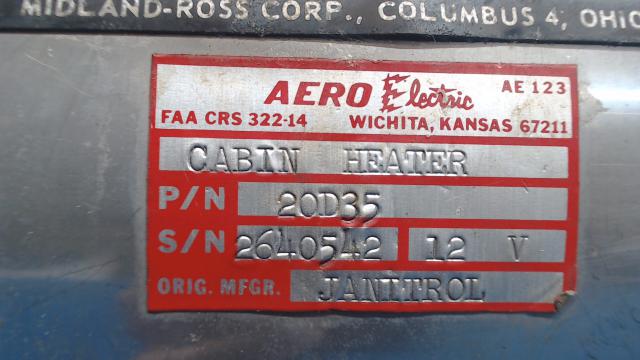 MIDLAND-ROSS CORP., COLUMBUS 4, OHIO
AERO Electric AE 123
FAA CRS 322-14 WICHITA, KANSAS 67211
CABIN HEATER
P/N 20D35
S/N 2640542 12 V
ORIG. MFGR. JANITROL